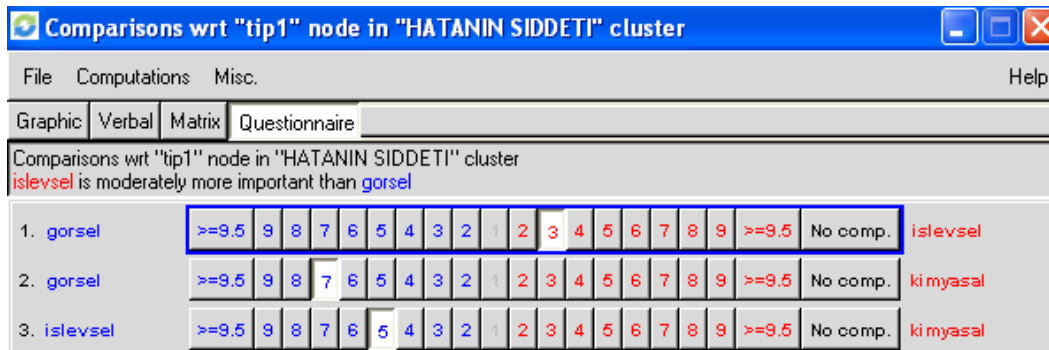 Comparisons wrt "tip1" node in "HATANIN SIDDETI" cluster
File Computations Misc. Help
Graphic Verbal Matrix Questionnaire
Comparisons wrt "tip1" node in "HATANIN SIDDETI" cluster
islevsel is moderately more important than gorsel
1. gorsel >=9.5 9 8 7 6 5 4 3 2 1 2 3 4 5 6 7 8 9 >=9.5 No comp. islevsel
2. gorsel >=9.5 9 8 7 6 5 4 3 2 1 2 3 4 5 6 7 8 9 >=9.5 No comp. kimyasal
3. islevsel >=9.5 9 8 7 6 5 4 3 2 1 2 3 4 5 6 7 8 9 >=9.5 No comp. kimyasal